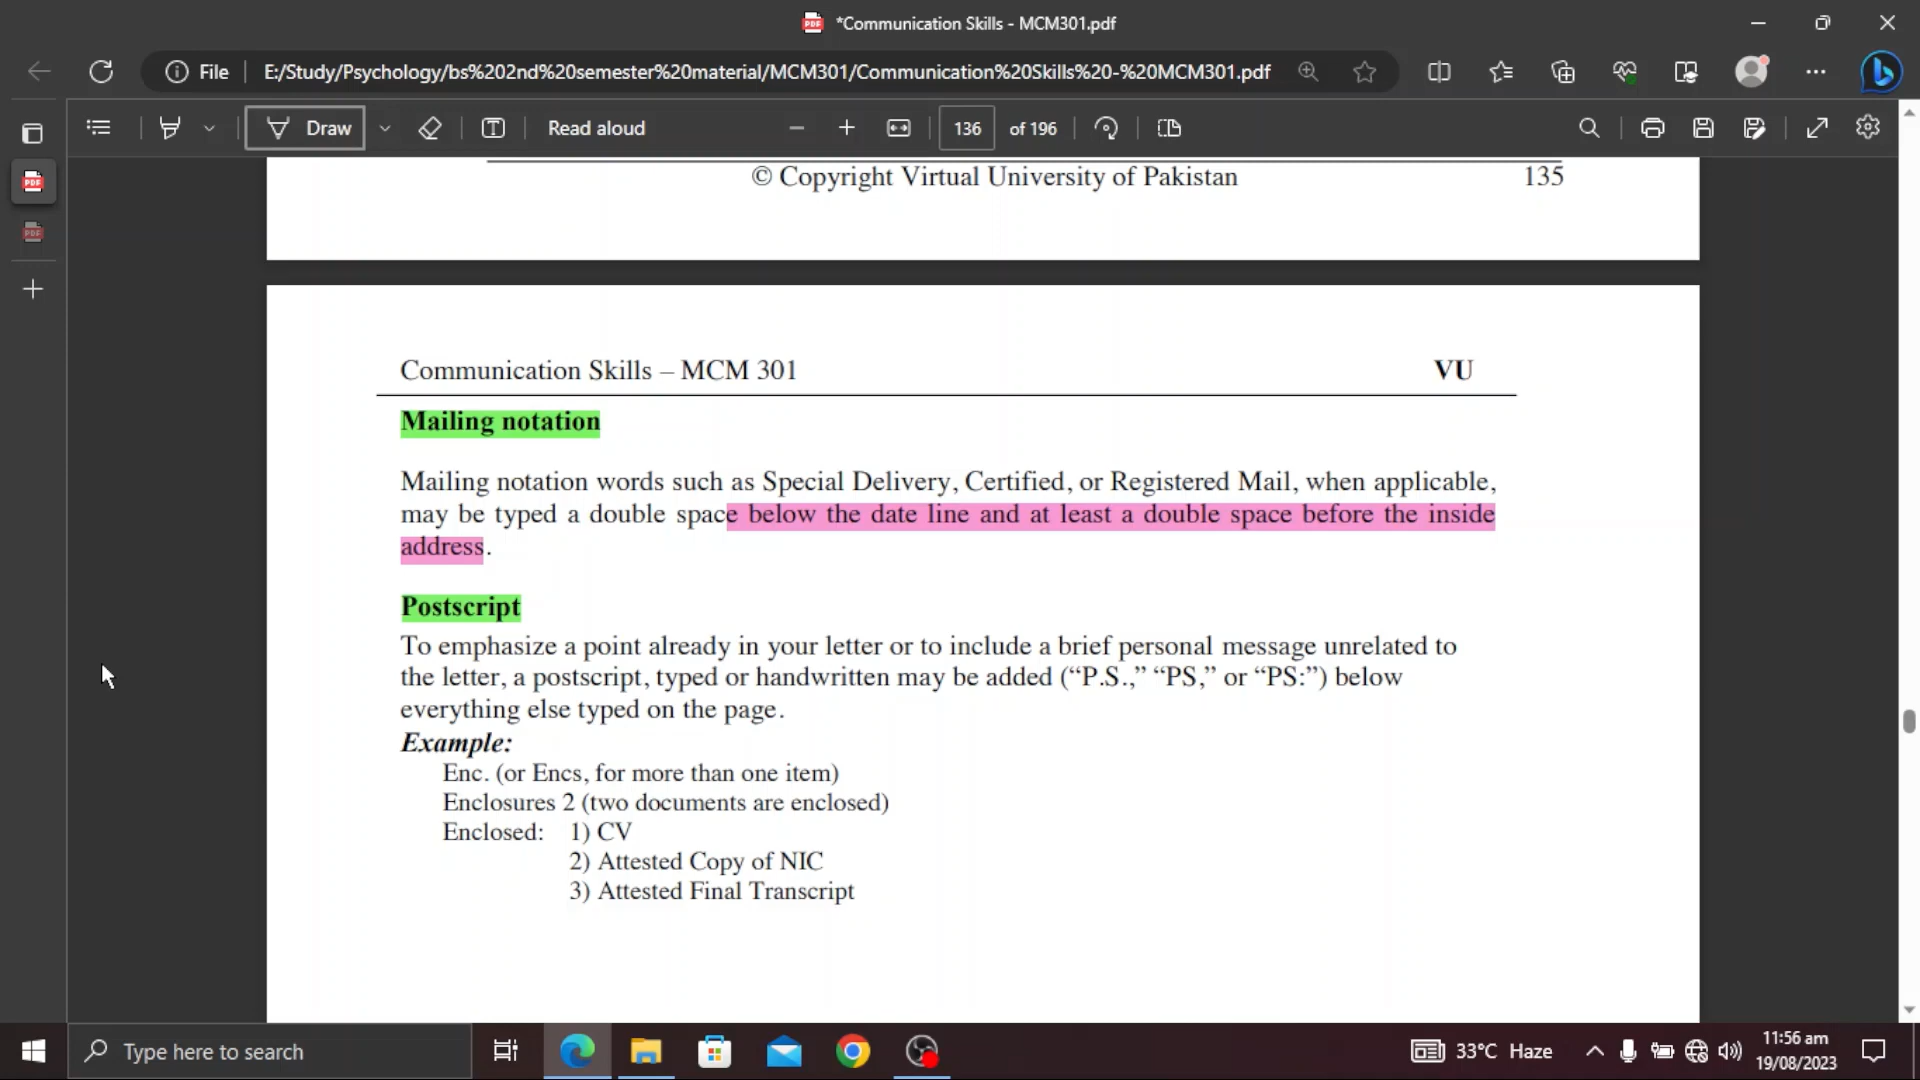 *Communication Skills - MCM301.pdf
File
E:/Study/Psychology/bs%202nd%20semester%20material/MCM301/Communication%20Skills%20-%20MCM301.pdf
Draw
Read aloud
136
of 196
© Copyright Virtual University of Pakistan 135
Communication Skills – MCM 301 VU
Mailing notation
Mailing notation words such as Special Delivery, Certified, or Registered Mail, when applicable,
may be typed a double space below the date line and at least a double space before the inside
address.
Postscript
To emphasize a point already in your letter or to include a brief personal message unrelated to
the letter, a postscript, typed or handwritten may be added (“P.S.,” “PS,” or “PS:”) below
everything else typed on the page.
Example:
Enc. (or Encs, for more than one item)
Enclosures 2 (two documents are enclosed)
Enclosed: 1) CV
2) Attested Copy of NIC
3) Attested Final Transcript
Type here to search
33°C Haze
11:56 am
19/08/2023